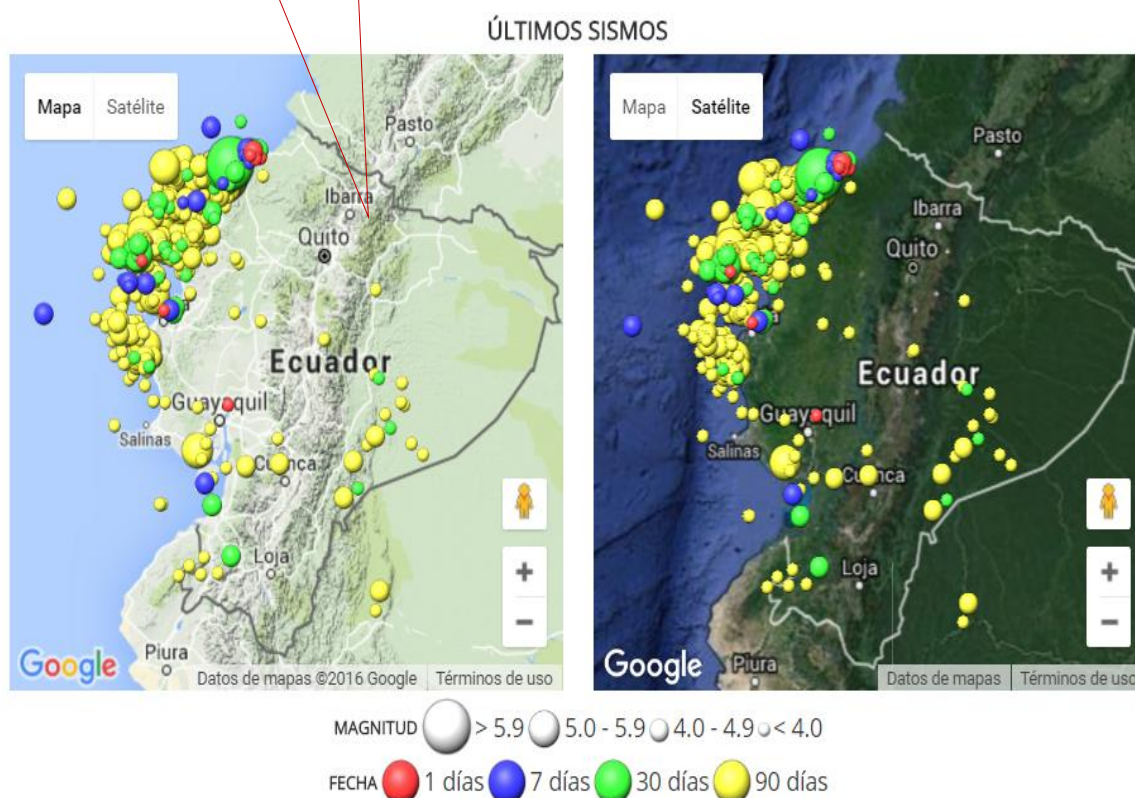 ÚLTIMOS SISMOS
Mapa Satélite
Pasto
Ibarra
Quito
Ecuador
Guayaquil
Salinas
Cuenca
Loja
Piura
Google
Datos de mapas ©2016 Google Términos de uso
Mapa Satélite
Pasto
Ibarra
Quito
Ecuador
Guayaquil
Salinas
Cuenca
Loja
Piura
Google
Datos de mapas Términos de uso
MAGNITUD > 5.9 5.0 - 5.9 4.0 - 4.9 < 4.0
FECHA 1 días 7 días 30 días 90 días